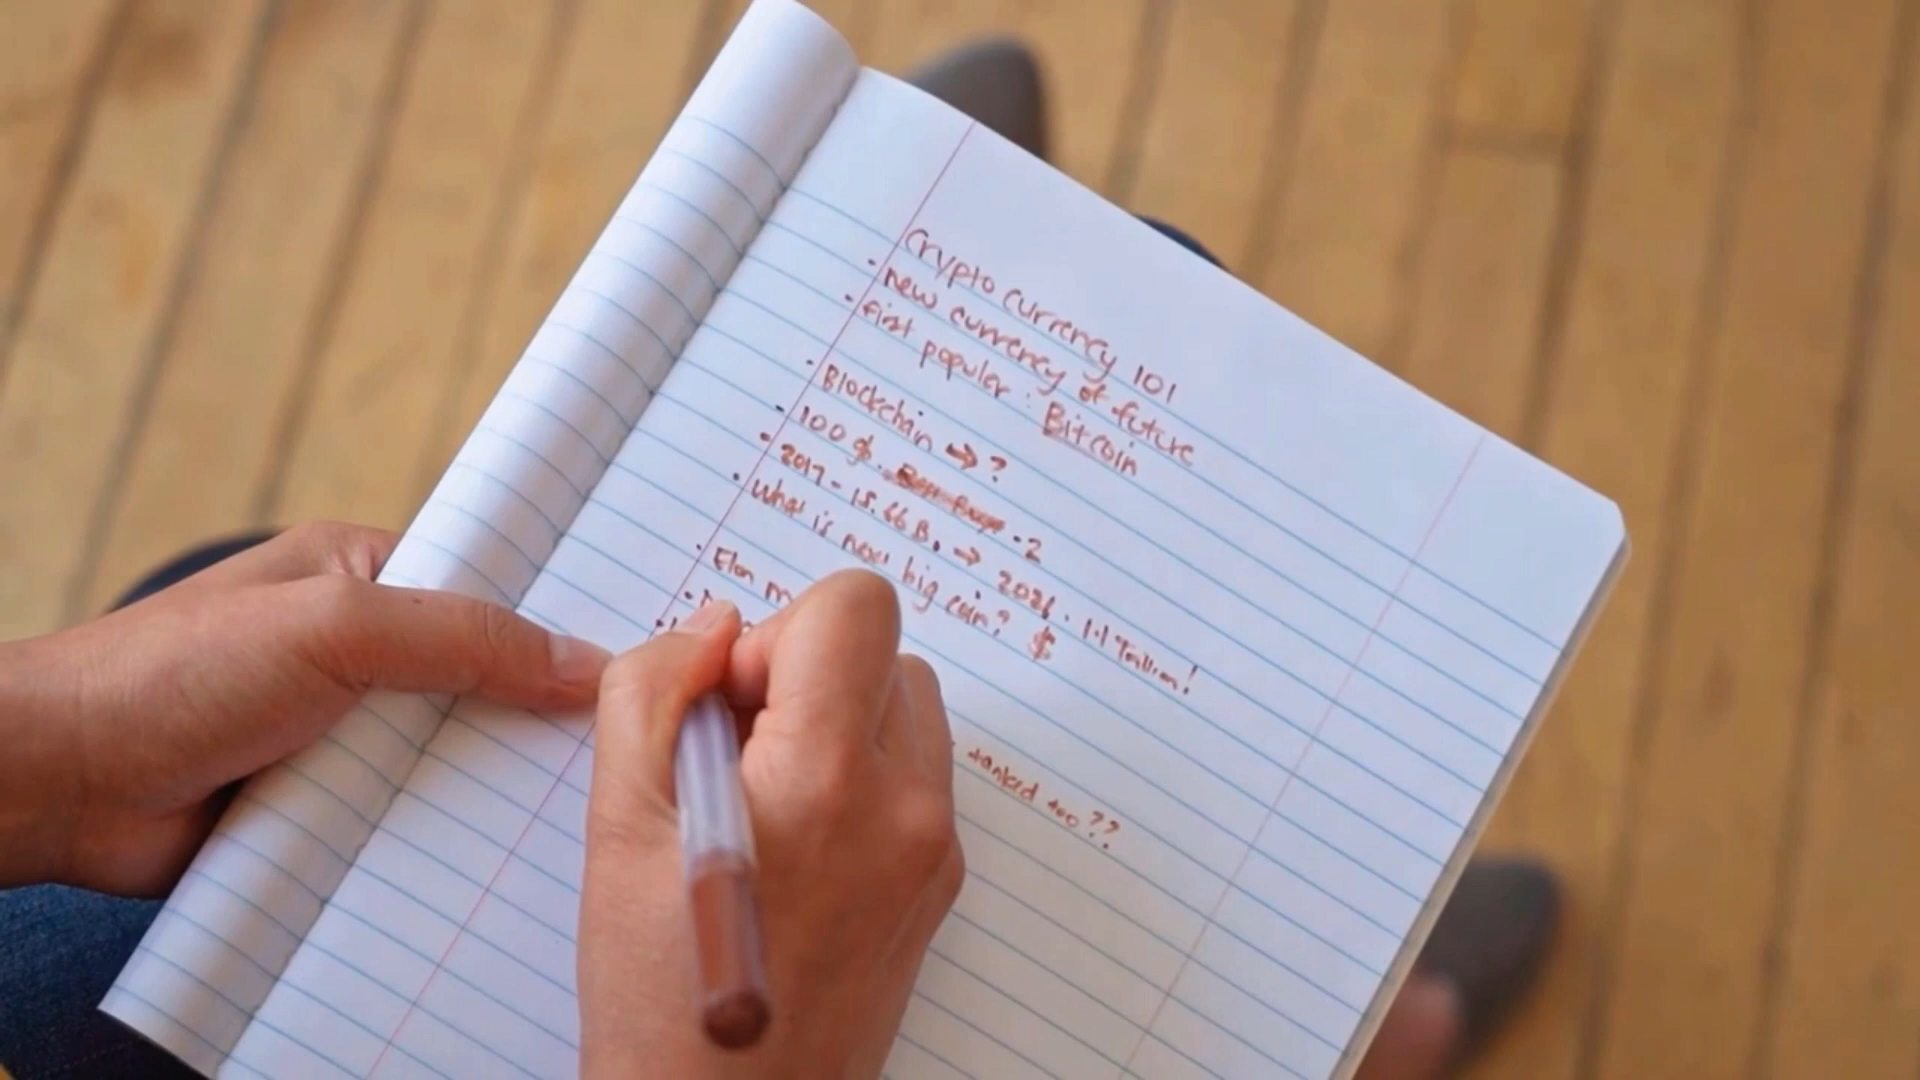 Crypto Currency 101
• new currency of future
• first popular : Bitcoin
• Blockchain → ?
• 100 $ . . 2
• 2017 - 15.66 B. → 2021 . 1.1 Trillion!
• What is next big coin? $
• Elon m
tanked too ??